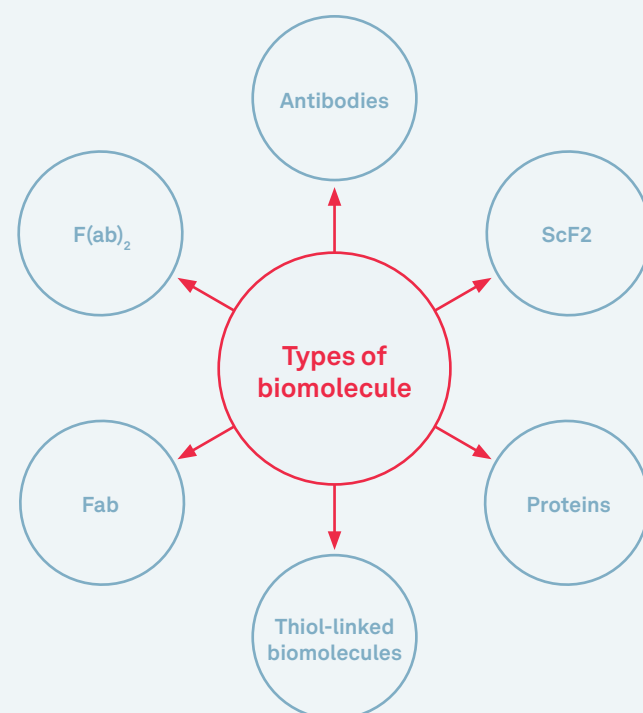 Antibodies
F(ab)₂
ScF2
Types of
biomolecule
Fab
Proteins
Thiol-linked
biomolecules